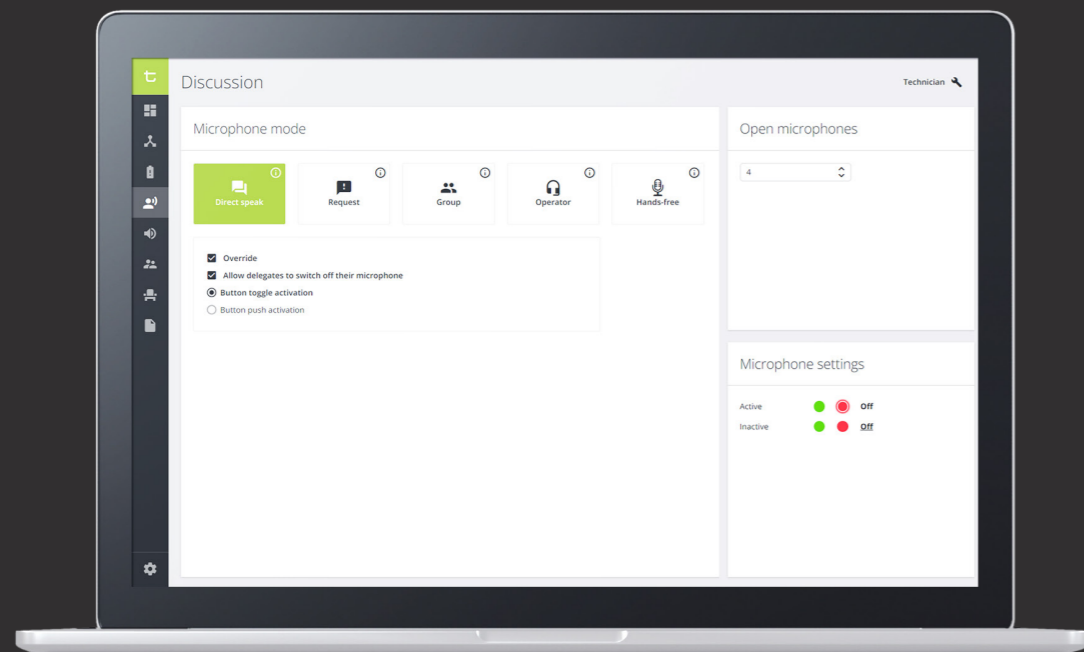 Discussion
Technician
Microphone mode
Direct speak
Request
Group
Operator
Hands-free
Override
Allow delegates to switch off their microphone
Button toggle activation
Button push activation
Open microphones
4
Microphone settings
Active Off
Inactive Off